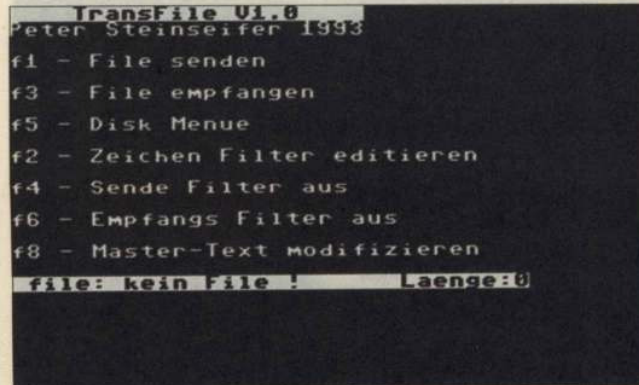 TransFile V1.0
Peter Steinseifer 1993
f1 - File senden
f3 - File empfangen
f5 - Disk Menue
f2 - Zeichen Filter editieren
f4 - Sende Filter aus
f6 - Empfangs Filter aus
f8 - Master-Text modifizieren
file: kein File ! Laenge:0